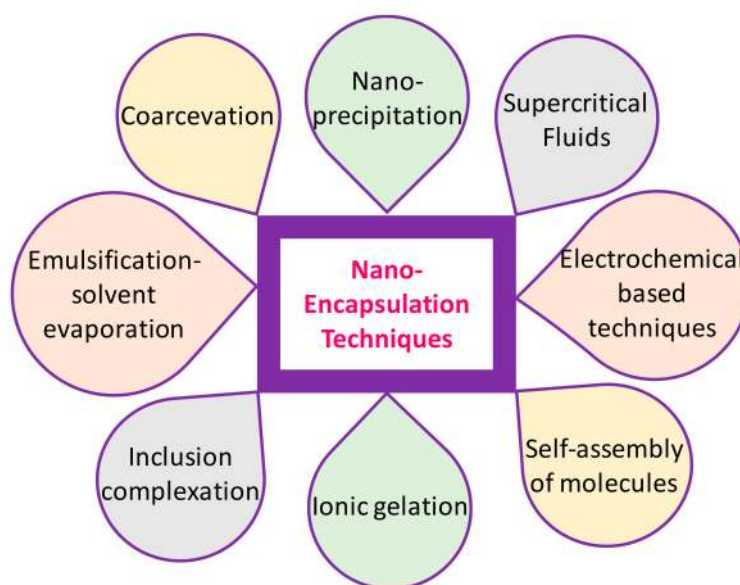 Nano-
precipitation
Coarcevation
Supercritical
Fluids
Emulsification-
solvent
evaporation
Nano-
Encapsulation
Techniques
Electrochemical
based
techniques
Inclusion
complexation
Ionic gelation
Self-assembly
of molecules